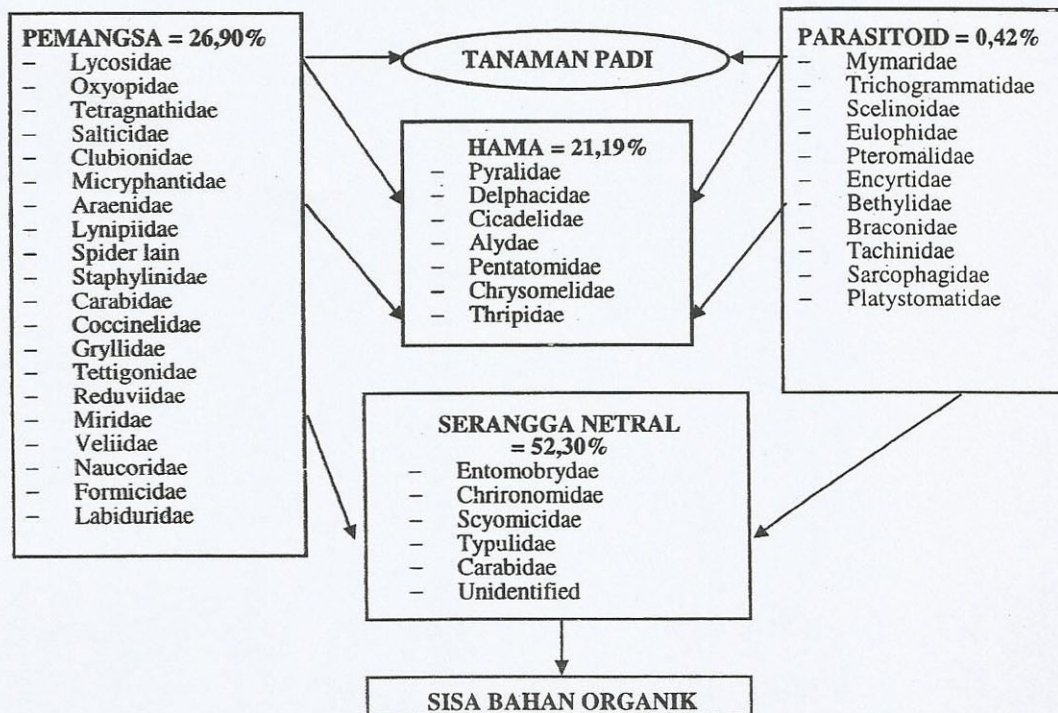 PEMANGSA = 26,90%
– Lycosidae
– Oxyopidae
– Tetragnathidae
– Salticidae
– Clubionidae
– Micryphantidae
– Araenidae
– Lynipiidae
– Spider lain
– Staphylinidae
– Carabidae
– Coccinelidae
– Gryllidae
– Tettigonidae
– Reduviidae
– Miridae
– Veliidae
– Naucoridae
– Formicidae
– Labiduridae
TANAMAN PADI
HAMA = 21,19%
– Pyralidae
– Delphacidae
– Cicadelidae
– Alydae
– Pentatomidae
– Chrysomelidae
– Thripidae
PARASITOID = 0,42%
– Mymaridae
– Trichogrammatidae
– Scelinoidae
– Eulophidae
– Pteromalidae
– Encyrtidae
– Bethylidae
– Braconidae
– Tachinidae
– Sarcophagidae
– Platystomatidae
SERANGGA NETRAL
= 52,30%
– Entomobrydae
– Chrironomidae
– Scyomicidae
– Typulidae
– Carabidae
– Unidentified
SISA BAHAN ORGANIK